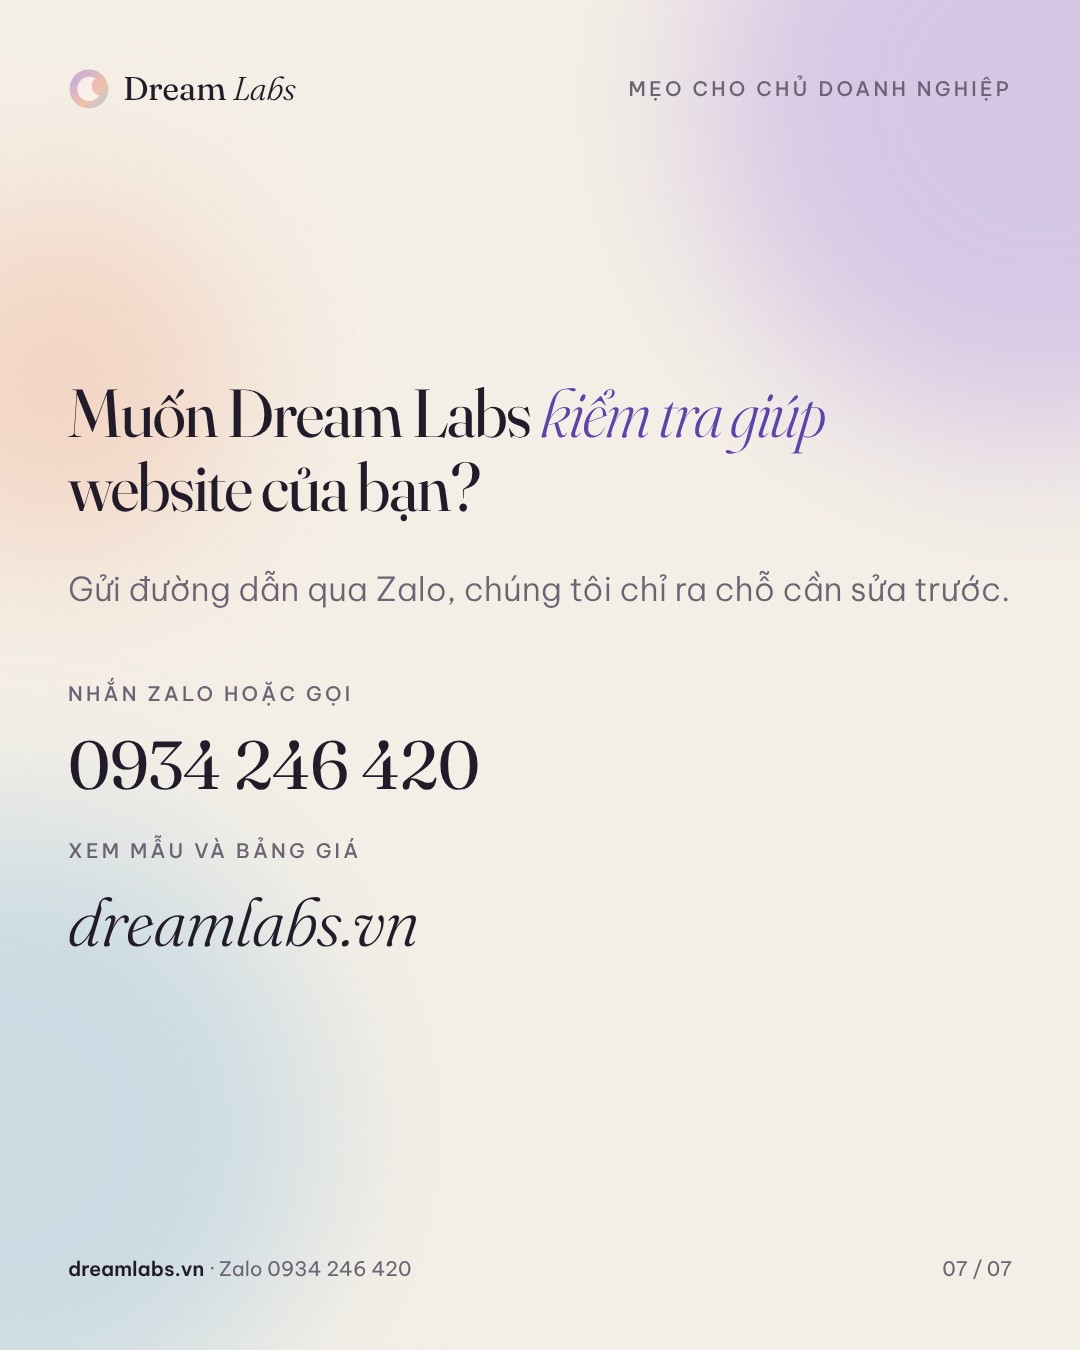 Dream Labs
MẸO CHO CHỦ DOANH NGHIỆP
Muốn Dream Labs kiểm tra giúp
website của bạn?
Gửi đường dẫn qua Zalo, chúng tôi chỉ ra chỗ cần sửa trước.
NHẮN ZALO HOẶC GỌI
0934 246 420
XEM MẪU VÀ BẢNG GIÁ
dreamlabs.vn
dreamlabs.vn · Zalo 0934 246 420
07 / 07